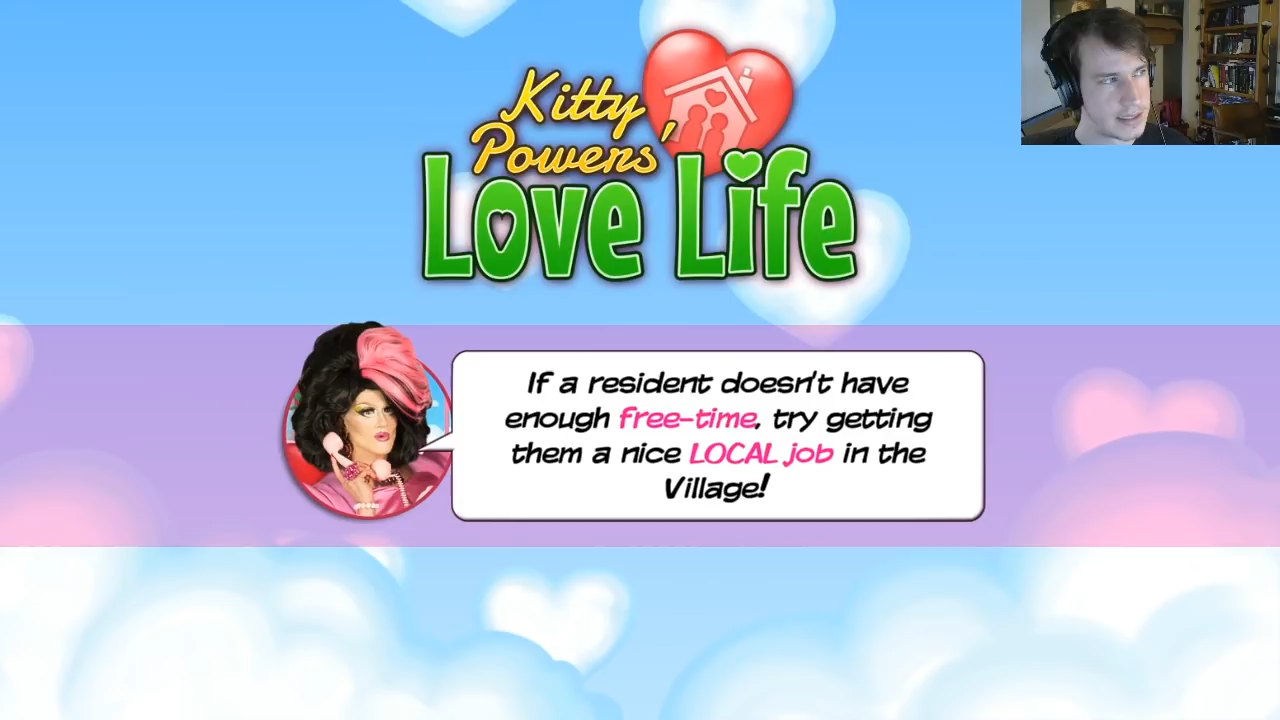 Kitty
Powers'
Love Life
If a resident doesn't have
enough free-time, try getting
them a nice LOCAL job in the
Village!